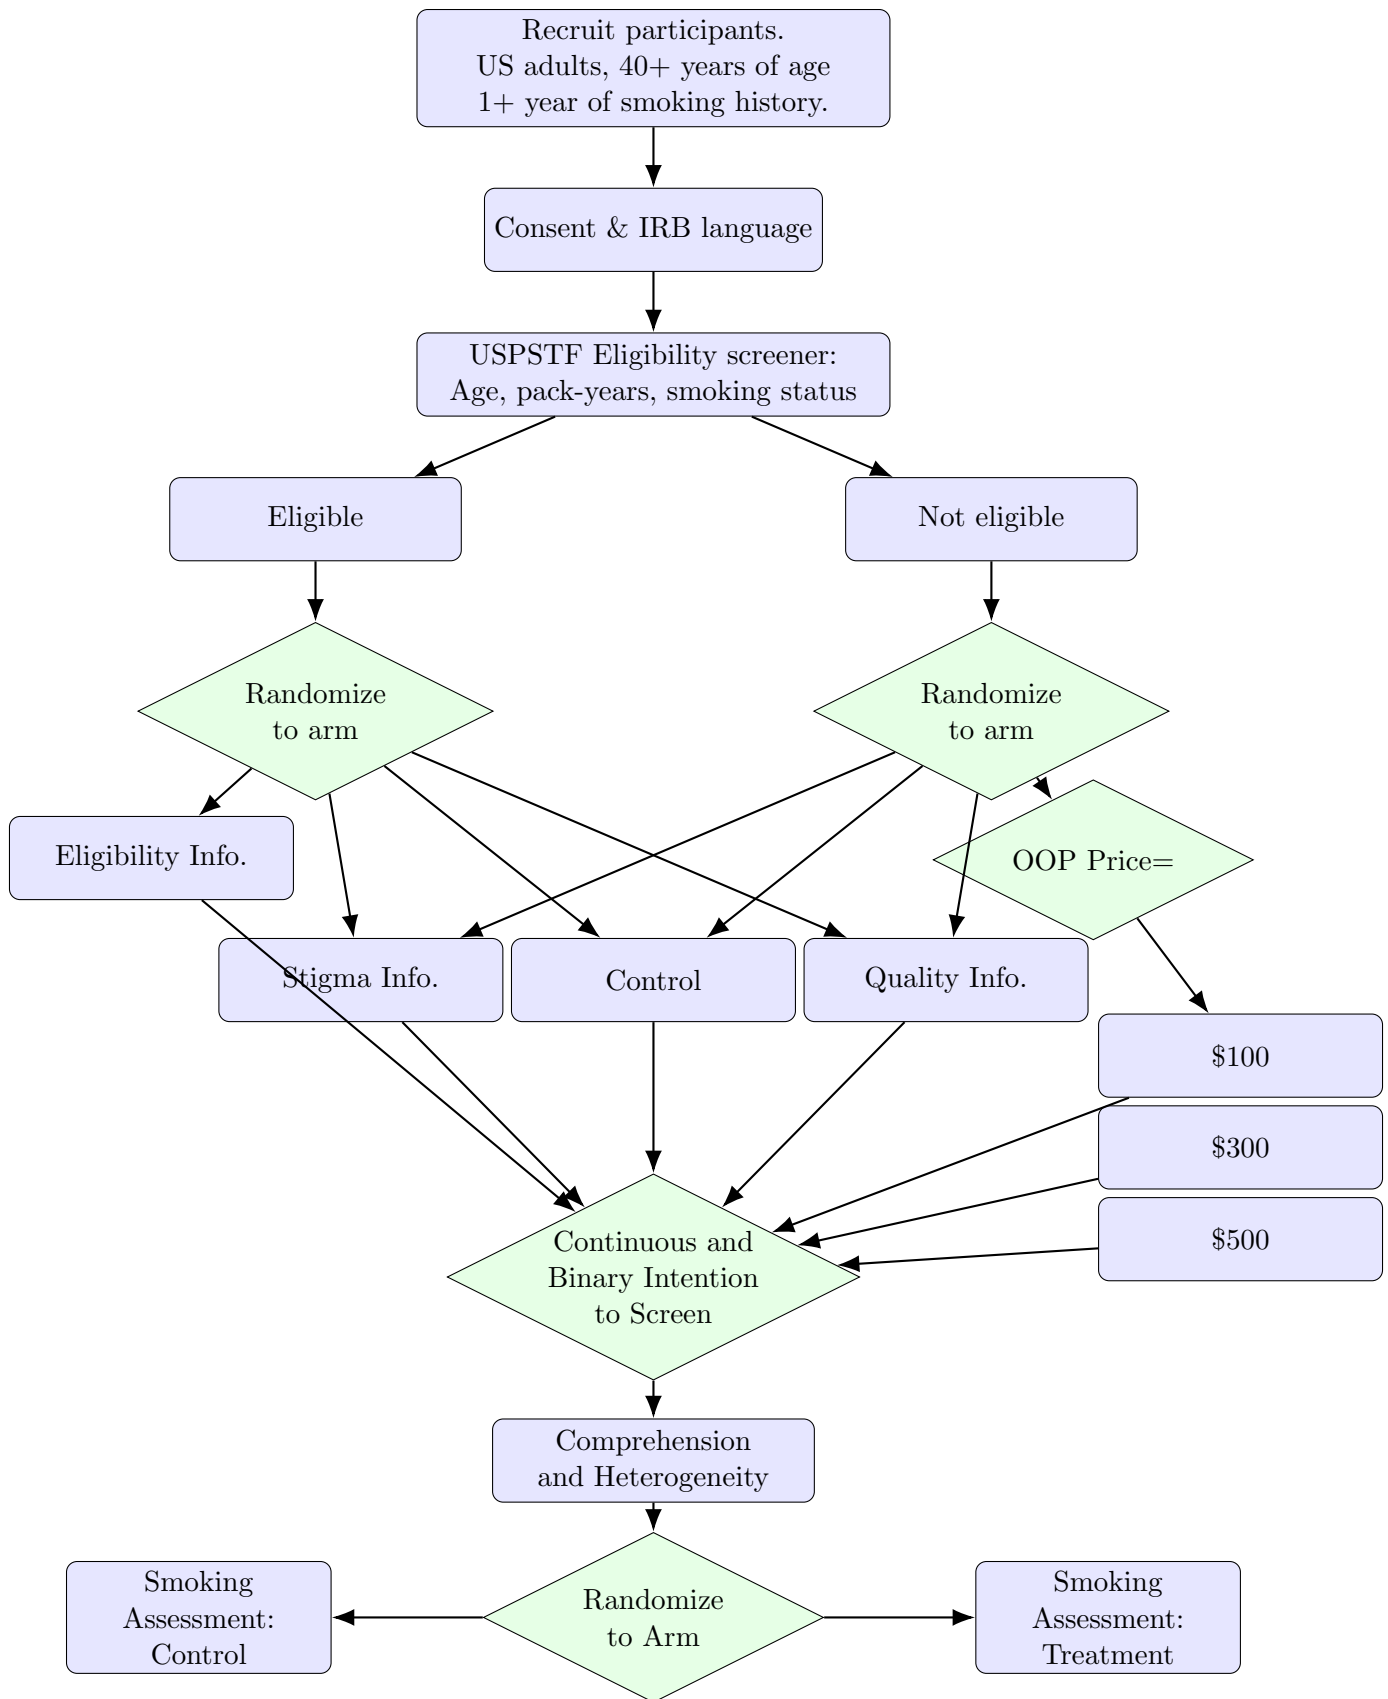 Recruit participants.
US adults, 40+ years of age
1+ year of smoking history.
Consent & IRB language
USPSTF Eligibility screener:
Age, pack-years, smoking status
Eligible
Not eligible
Randomize
to arm
Randomize
to arm
Eligibility Info.
OOP Price=
Stigma Info.
Control
Quality Info.
$100
$300
$500
Continuous and
Binary Intention
to Screen
Comprehension
and Heterogeneity
Smoking
Assessment:
Control
Randomize
to Arm
Smoking
Assessment:
Treatment